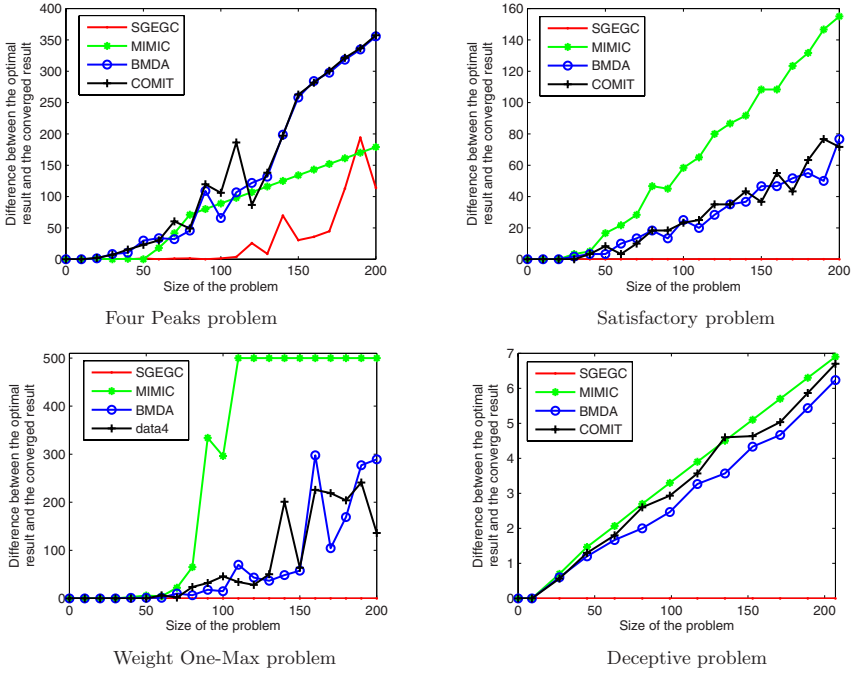 400
350
300
250
200
150
100
50
0
Difference between the optimal
result and the converged result
SGEGC
MIMIC
BMDA
COMIT
0 50 100 150 200
Size of the problem
Four Peaks problem
160
140
120
100
80
60
40
20
0
Difference between the optimal
result and the converged result
SGEGC
MIMIC
BMDA
COMIT
0 50 100 150 200
Size of the problem
Satisfactory problem
500
400
300
200
100
0
Difference between the optimal
result and the converged result
SGEGC
MIMIC
BMDA
data4
0 50 100 150 200
Size of the problem
Weight One-Max problem
7
6
5
4
3
2
1
0
Difference between the optimal
result and the converged result
SGEGC
MIMIC
BMDA
COMIT
0 50 100 150 200
Size of the problem
Deceptive problem